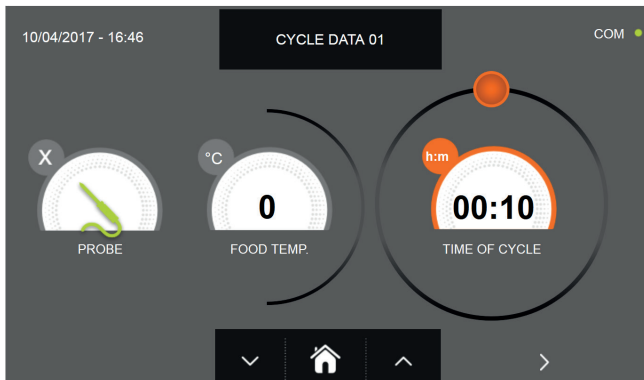 10/04/2017 - 16:46
CYCLE DATA 01
COM
X
°C
h:m
0
00:10
PROBE
FOOD TEMP.
TIME OF CYCLE